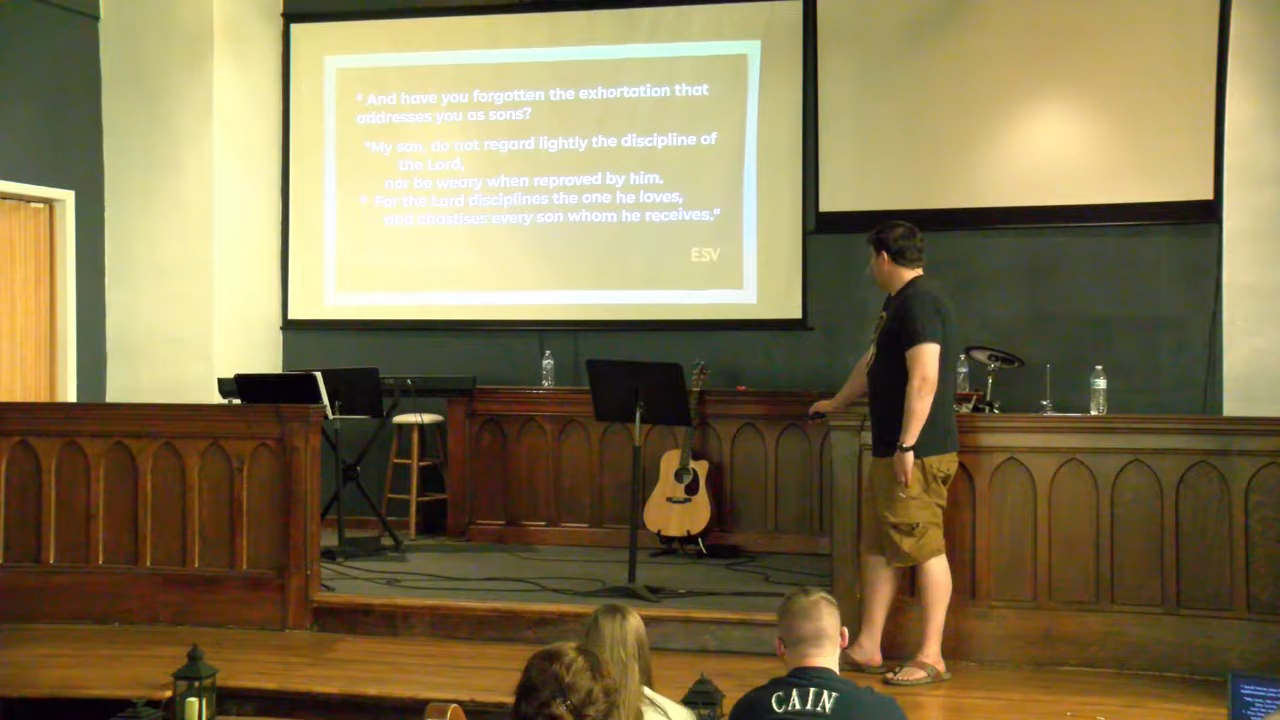 * And have you forgotten the exhortation that
addresses you as sons?
"My son, do not regard lightly the discipline of
the Lord,
nor be weary when reproved by him.
For the Lord disciplines the one he loves,
and chastises every son whom he receives."
ESV
CAIN